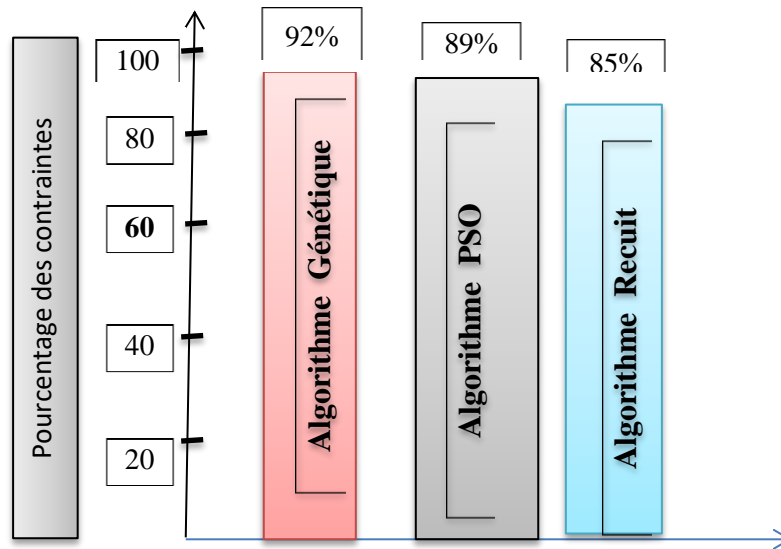 Pourcentage des contraintes
100
80
60
40
20
92%
89%
85%
Algorithme Génétique
Algorithme PSO
Algorithme Recuit